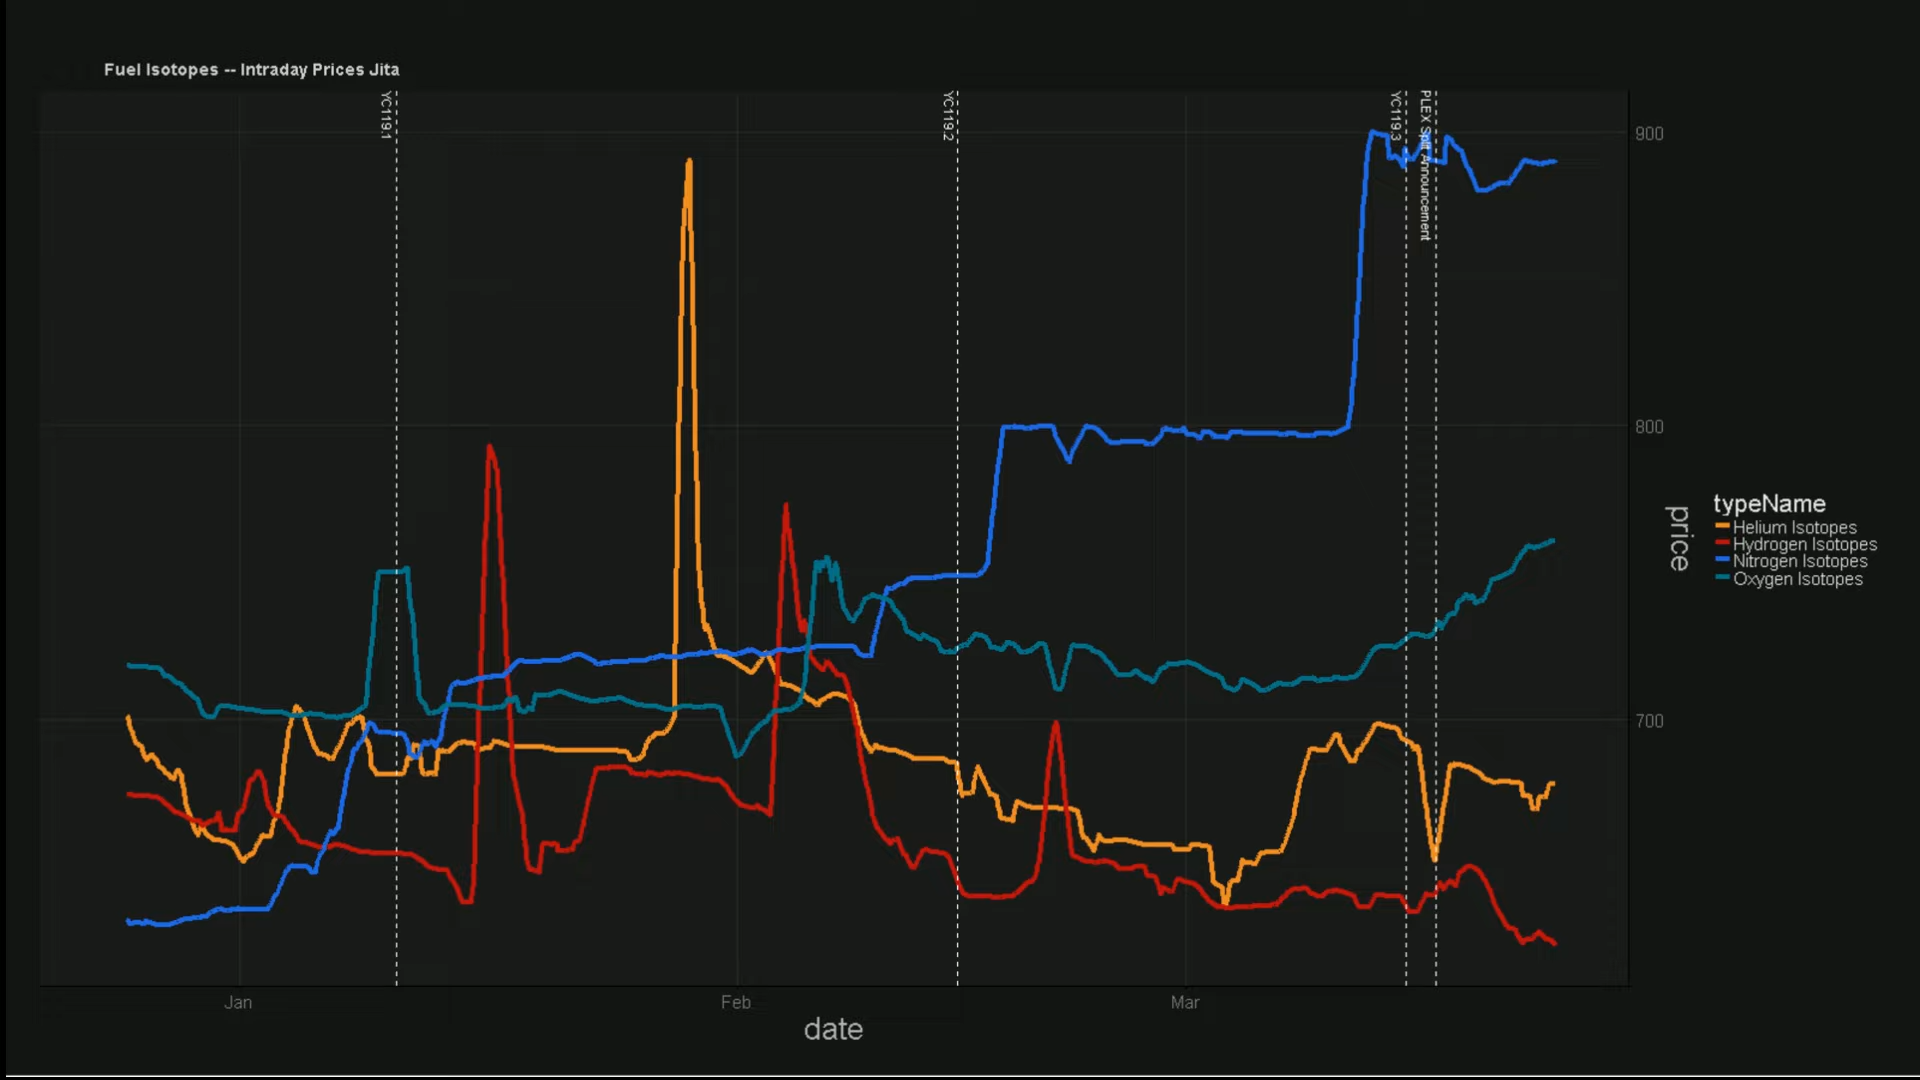 Fuel Isotopes -- Intraday Prices Jita
YC119.1
YC119.2
YC119.3
PLEX Split Announcement
900
800
700
price
typeName
Helium Isotopes
Hydrogen Isotopes
Nitrogen Isotopes
Oxygen Isotopes
Jan
Feb
Mar
date